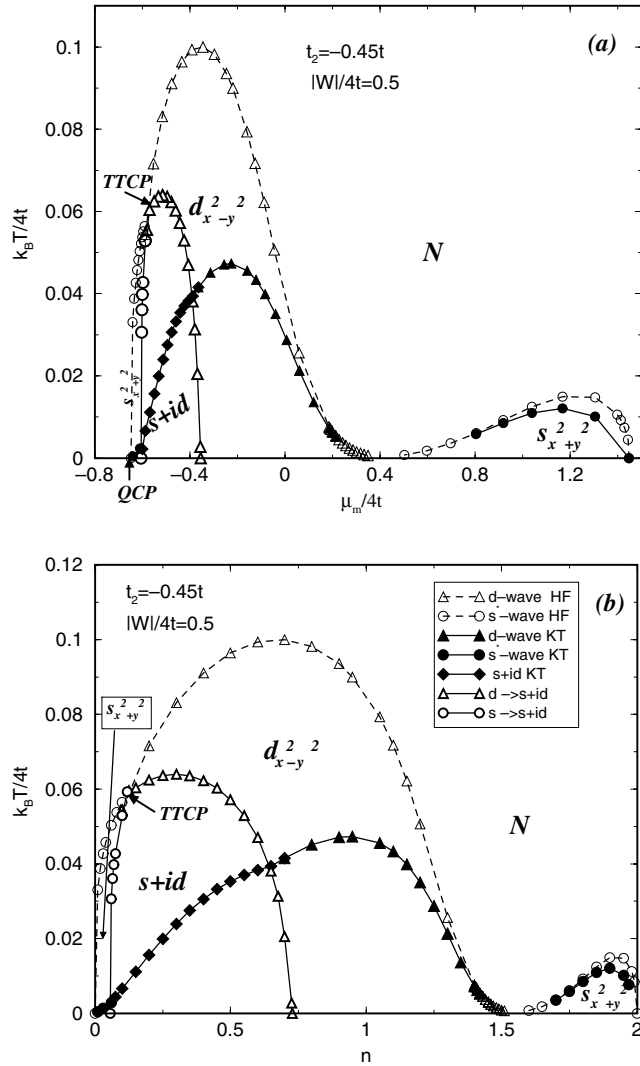 (a)
t₂=−0.45t
|W|/4t=0.5
TTCP
d x²−y²
N
s x²+y²
s+id
s x²+y²
QCP
k_BT/4t
0.1
0.08
0.06
0.04
0.02
0
−0.8 −0.4 0 0.4 0.8 1.2
μ_m/4t
(b)
t₂=−0.45t
|W|/4t=0.5
d−wave HF
s*−wave HF
d−wave KT
s*−wave KT
s+id KT
d −>s+id
s −>s+id
s x²+y²
d x²−y²
TTCP
N
s+id
s x²+y²
k_BT/4t
0.12
0.1
0.08
0.06
0.04
0.02
0
0 0.5 1 1.5 2
n